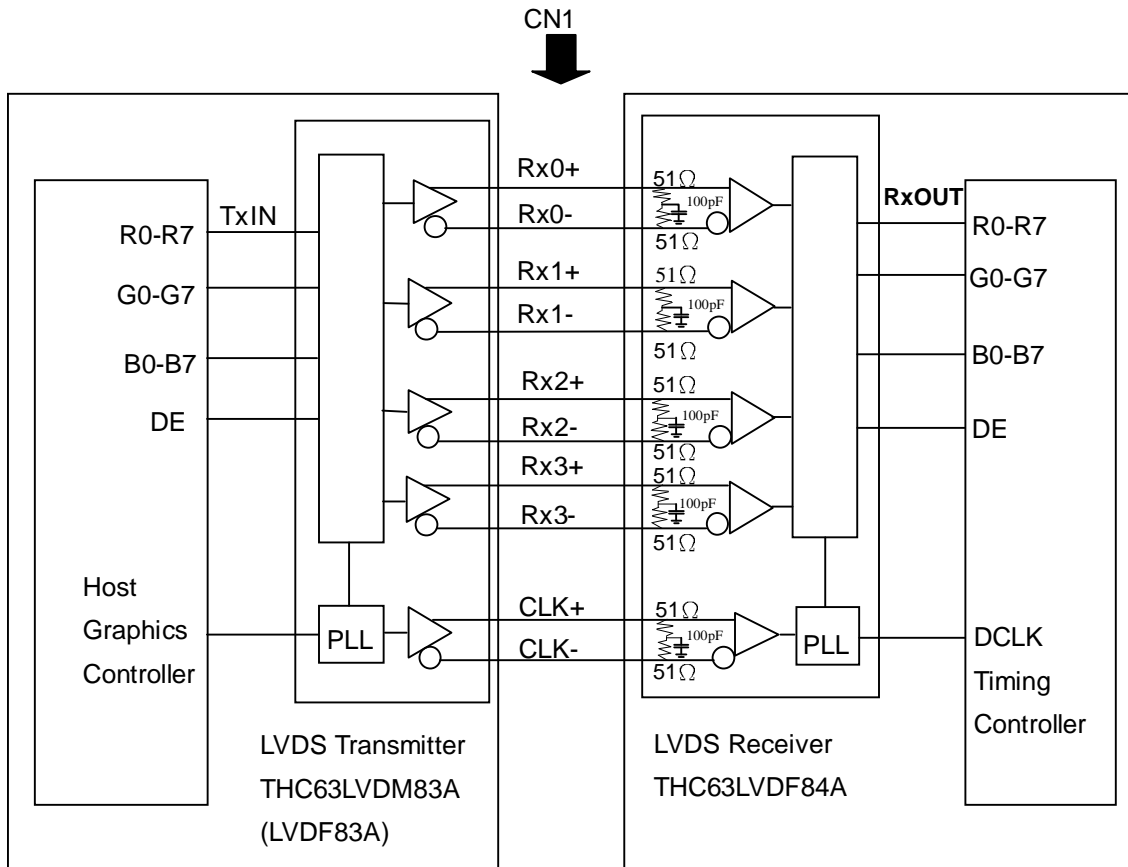 CN1
Rx0+
51Ω
TxIN
Rx0-
100pF
RxOUT
R0-R7
51Ω
R0-R7
Rx1+
51Ω
G0-G7
100pF
G0-G7
Rx1-
51Ω
B0-B7
B0-B7
Rx2+
51Ω
100pF
DE
Rx2-
51Ω
DE
Rx3+
51Ω
100pF
Rx3-
51Ω
Host
Graphics
Controller
CLK+
51Ω
PLL
100pF
CLK-
51Ω
PLL
DCLK
Timing
Controller
LVDS Transmitter
THC63LVDM83A
(LVDF83A)
LVDS Receiver
THC63LVDF84A